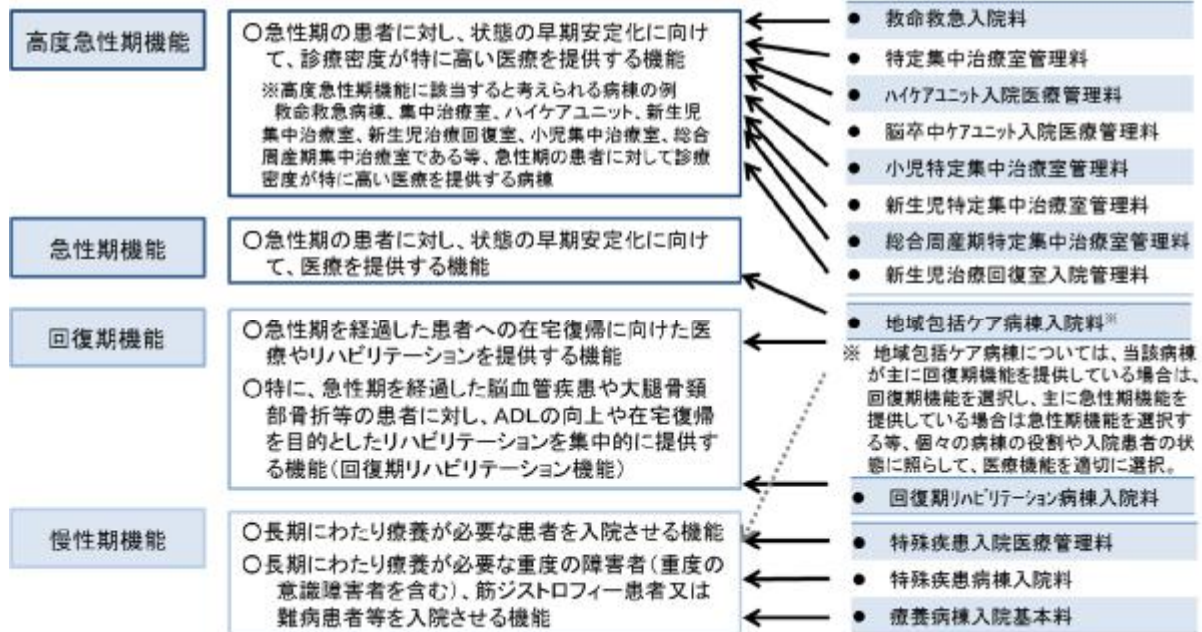 高度急性期機能
○急性期の患者に対し、状態の早期安定化に向け
て、診療密度が特に高い医療を提供する機能
※高度急性期機能に該当すると考えられる病棟の例
救命救急病棟、集中治療室、ハイケアユニット、新生児
集中治療室、新生児治療回復室、小児集中治療室、総合
周産期集中治療室である等、急性期の患者に対して診療
密度が特に高い医療を提供する病棟
急性期機能
○急性期の患者に対し、状態の早期安定化に向け
て、医療を提供する機能
回復期機能
○急性期を経過した患者への在宅復帰に向けた医
療やリハビリテーションを提供する機能
○特に、急性期を経過した脳血管疾患や大腿骨頸
部骨折等の患者に対し、ADLの向上や在宅復帰
を目的としたリハビリテーションを集中的に提供す
る機能(回復期リハビリテーション機能)
慢性期機能
○長期にわたり療養が必要な患者を入院させる機能
○長期にわたり療養が必要な重度の障害者(重度の
意識障害者を含む)、筋ジストロフィー患者又は
難病患者等を入院させる機能
● 救命救急入院料
● 特定集中治療室管理料
● ハイケアユニット入院医療管理料
● 脳卒中ケアユニット入院医療管理料
● 小児特定集中治療室管理料
● 新生児特定集中治療室管理料
● 総合周産期特定集中治療室管理料
● 新生児治療回復室入院管理料
● 地域包括ケア病棟入院料※
※ 地域包括ケア病棟については、当該病棟
が主に回復期機能を提供している場合は、
回復期機能を選択し、主に急性期機能を
提供している場合は急性期機能を選択す
る等、個々の病棟の役割や入院患者の状
態に照らして、医療機能を適切に選択。
● 回復期リハビリテーション病棟入院料
● 特殊疾患入院医療管理料
● 特殊疾患病棟入院料
● 療養病棟入院基本料